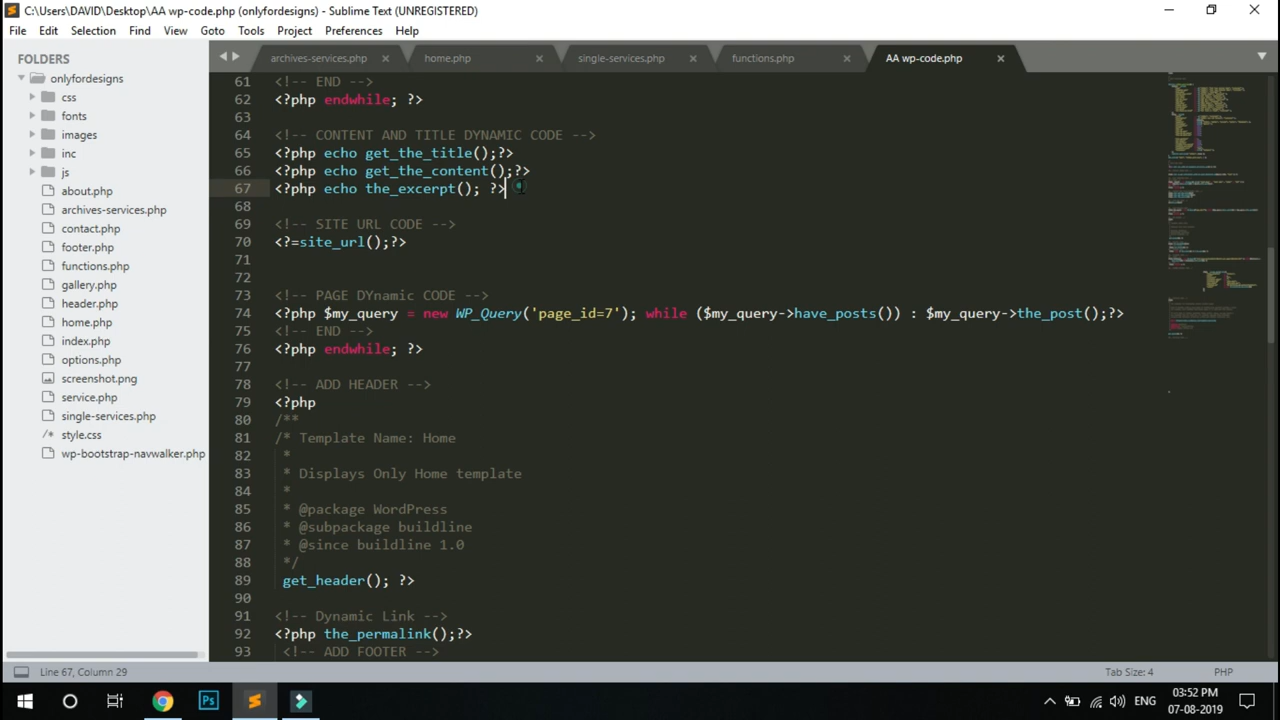 C:\Users\DAVID\Desktop\AA wp-code.php (onlyfordesigns) - Sublime Text (UNREGISTERED)
File Edit Selection Find View Goto Tools Project Preferences Help
FOLDERS
onlyfordesigns
css
fonts
images
inc
js
about.php
archives-services.php
contact.php
footer.php
functions.php
gallery.php
header.php
home.php
index.php
options.php
screenshot.png
service.php
single-services.php
/* style.css
wp-bootstrap-navwalker.php
archives-services.php home.php single-services.php functions.php AA wp-code.php
61 <!-- END -->
62 <?php endwhile; ?>
63
64 <!-- CONTENT AND TITLE DYNAMIC CODE -->
65 <?php echo get_the_title();?>
66 <?php echo get_the_content();?>
67 <?php echo the_excerpt(); ?>
68
69 <!-- SITE URL CODE -->
70 <?=site_url();?>
71
72
73 <!-- PAGE DYnamic CODE -->
74 <?php $my_query = new WP_Query('page_id=7'); while ($my_query->have_posts()) : $my_query->the_post();?>
75 <!-- END -->
76 <?php endwhile; ?>
77
78 <!-- ADD HEADER -->
79 <?php
80 /**
81 /* Template Name: Home
82 *
83 * Displays Only Home template
84 *
85 * @package WordPress
86 * @subpackage buildline
87 * @since buildline 1.0
88 */
89 get_header(); ?>
90
91 <!-- Dynamic Link -->
92 <?php the_permalink();?>
93 <!-- ADD FOOTER -->
Line 67, Column 29 Tab Size: 4 PHP
Ps ENG 03:52 PM
07-08-2019